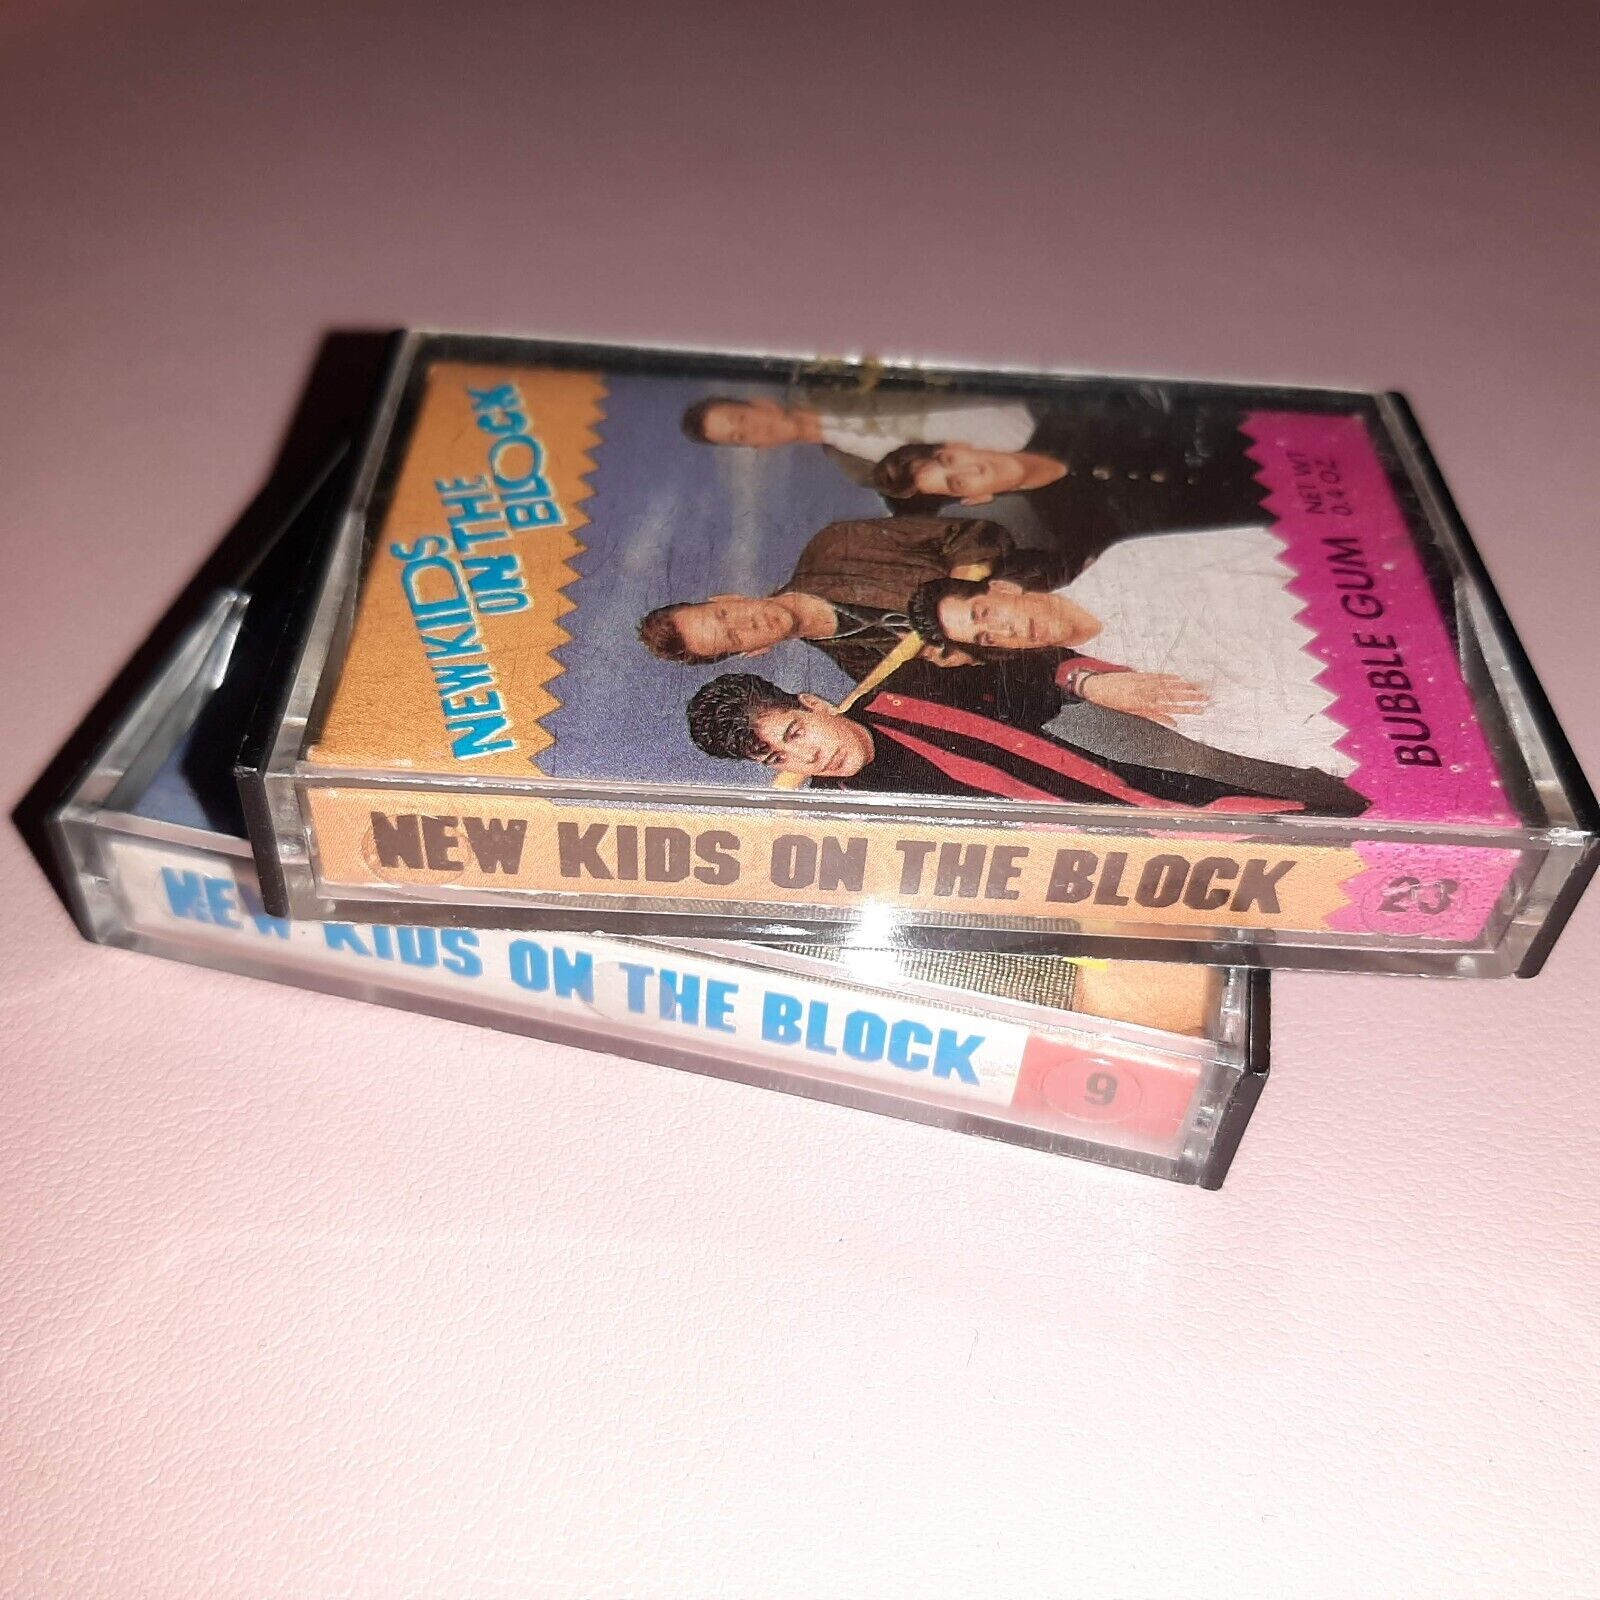 NEW KIDS
ON THE
BLOCK
BUBBLE GUM
NET WT
0.4 OZ
NEW KIDS ON THE BLOCK 23
NEW KIDS ON THE BLOCK 9